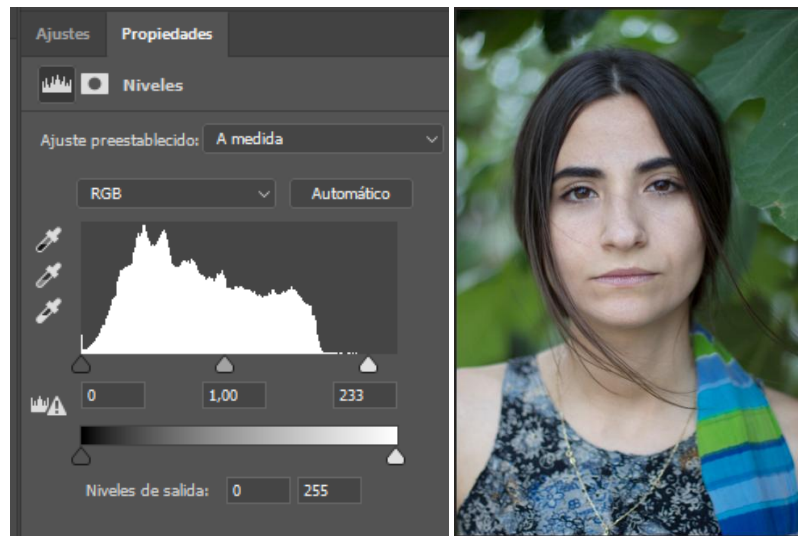 Ajustes Propiedades
Niveles
Ajuste preestablecido: A medida
RGB Automático
0 1,00 233
Niveles de salida: 0 255